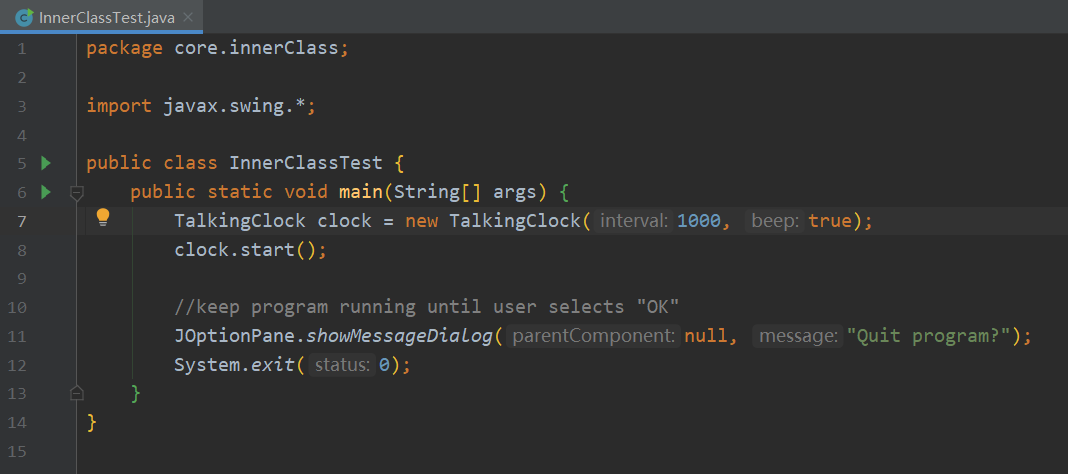 InnerClassTest.java
1 package core.innerClass;
2
3 import javax.swing.*;
4
5 public class InnerClassTest {
6 public static void main(String[] args) {
7 TalkingClock clock = new TalkingClock( interval: 1000, beep: true);
8 clock.start();
9
10 //keep program running until user selects "OK"
11 JOptionPane.showMessageDialog( parentComponent: null, message: "Quit program?");
12 System.exit( status: 0);
13 }
14 }
15